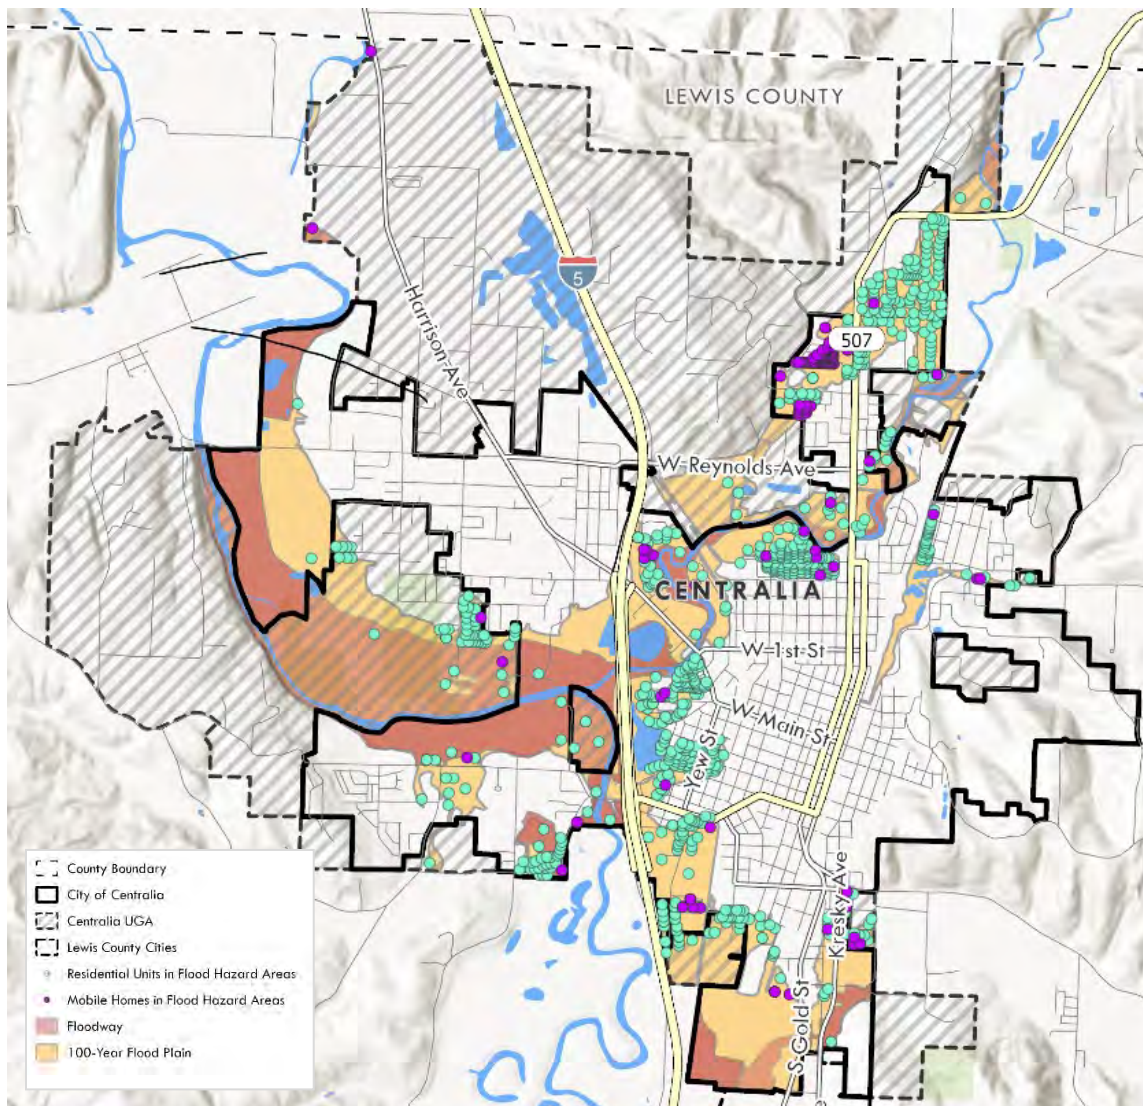 LEWIS COUNTY
5
Harrison Ave
507
W Reynolds Ave
CENTRALIA
W 1st St
W Main St
Yew St
Kresky Ave
S Gold St
County Boundary
City of Centralia
Centralia UGA
Lewis County Cities
Residential Units in Flood Hazard Areas
Mobile Homes in Flood Hazard Areas
Floodway
100-Year Flood Plain